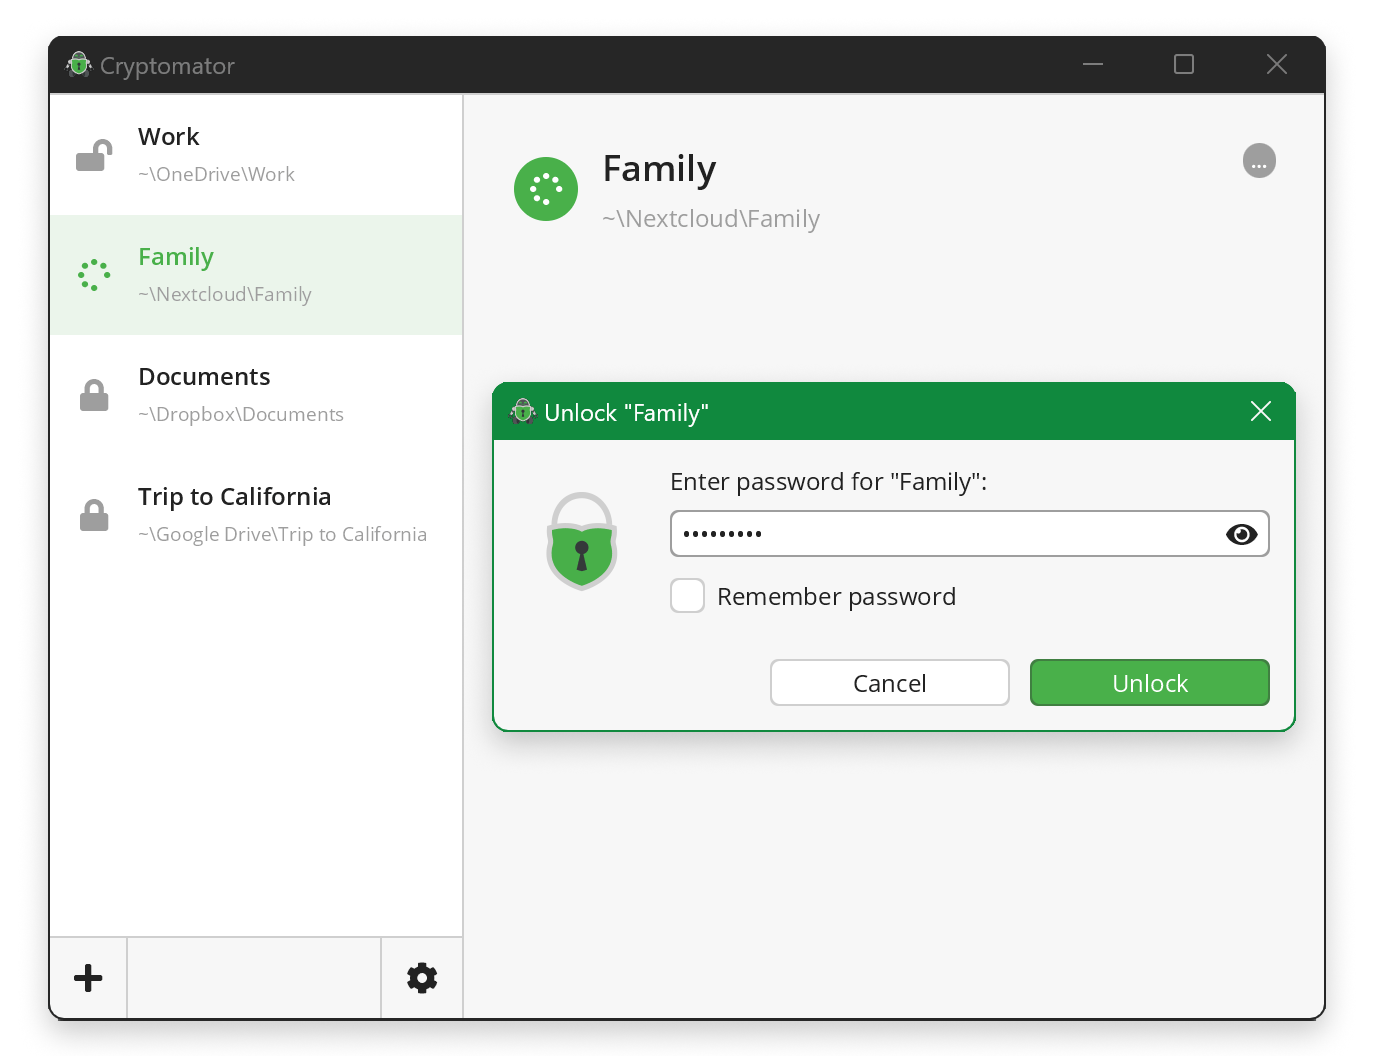 Cryptomator
Work
~\OneDrive\Work
Family
~\Nextcloud\Family
Documents
~\Dropbox\Documents
Trip to California
~\Google Drive\Trip to California
Family
~\Nextcloud\Family
...
Unlock "Family"
Enter password for "Family":
•••••••••
Remember password
Cancel
Unlock